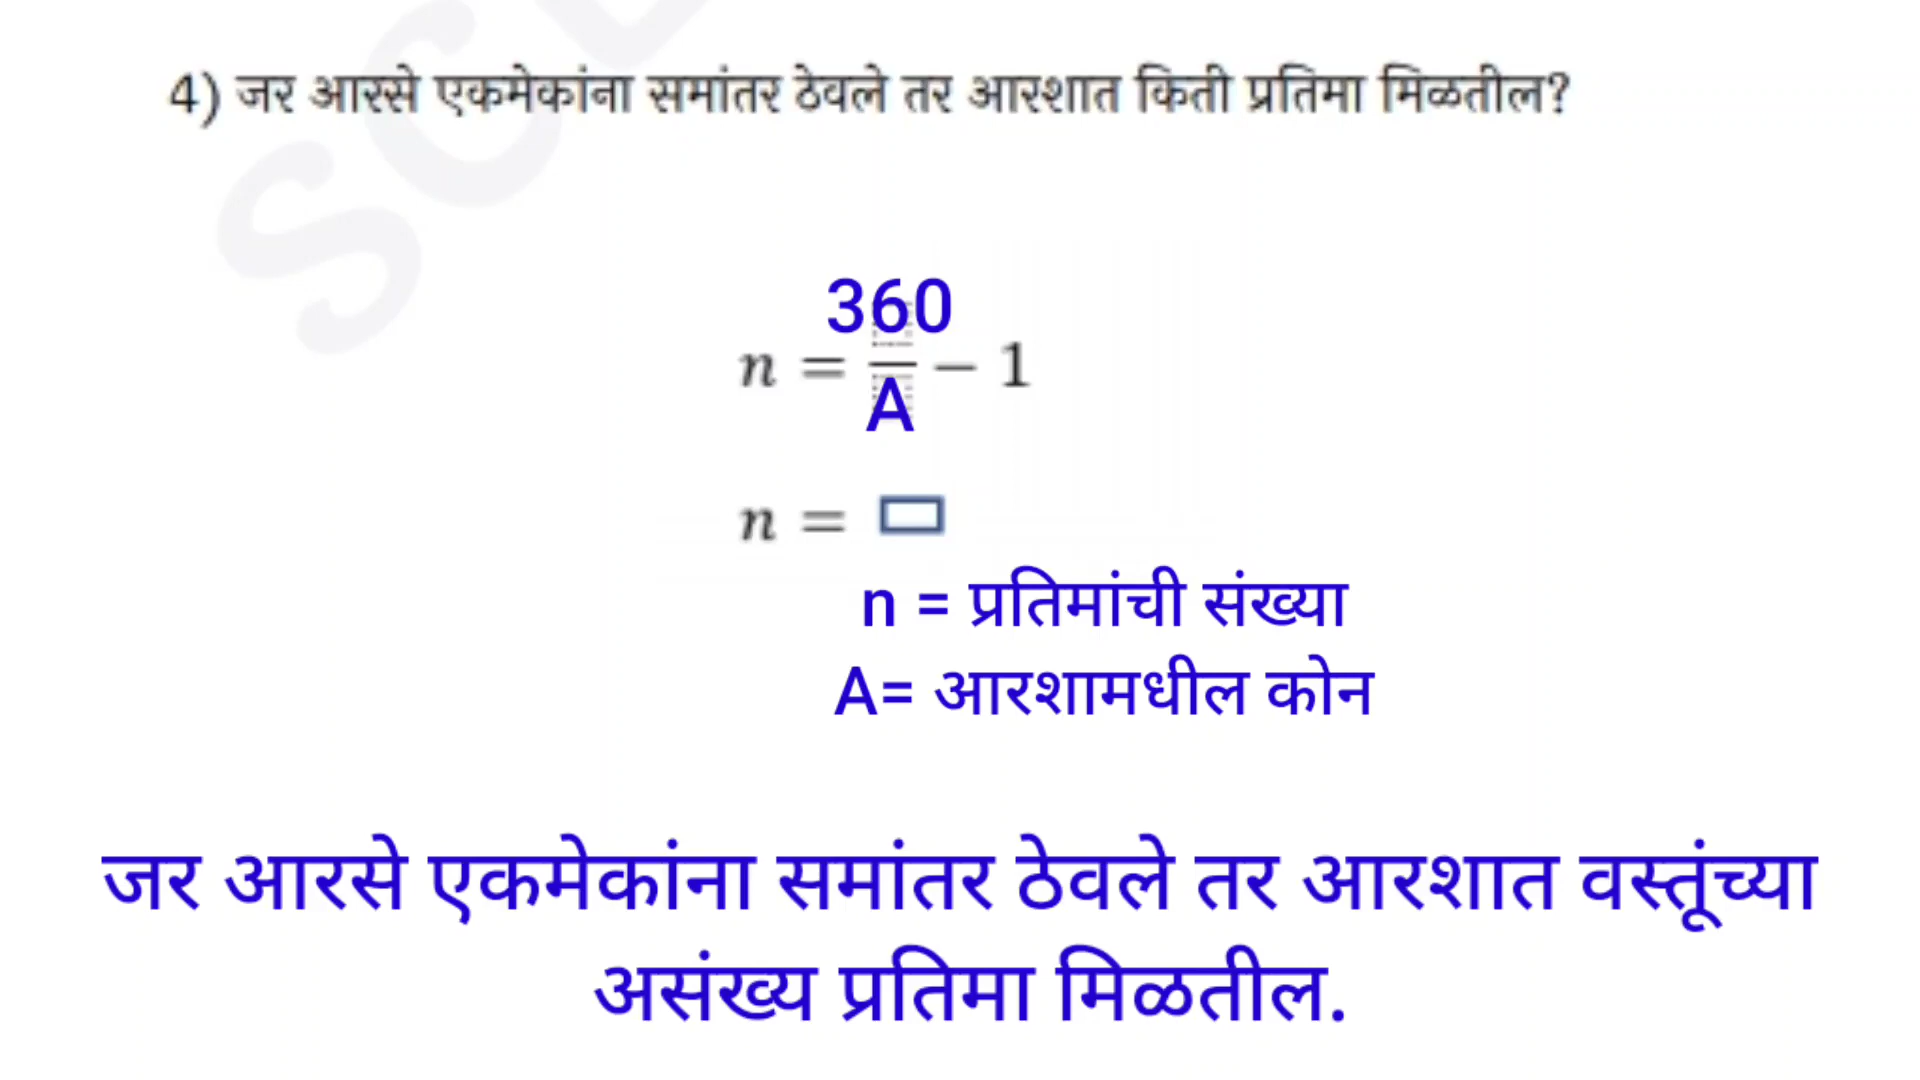 4) जर आरसे एकमेकांना समांतर ठेवले तर आरशात किती प्रतिमा मिळतील?
n = 360/A − 1
n =
n = प्रतिमांची संख्या
A= आरशामधील कोन
जर आरसे एकमेकांना समांतर ठेवले तर आरशात वस्तूंच्या
असंख्य प्रतिमा मिळतील.